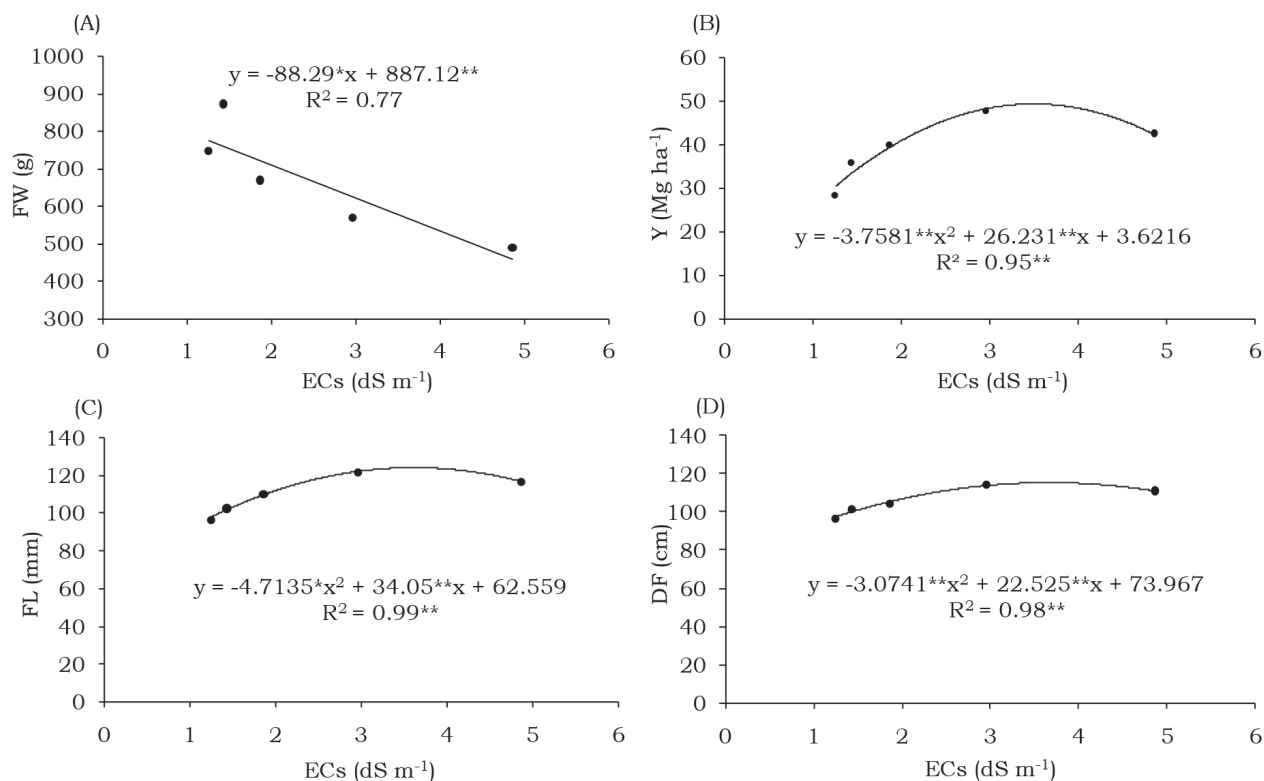 (A)
1000
900
800
700
600
500
400
300
FW (g)
y = -88.29*x + 887.12**
R² = 0.77
0 1 2 3 4 5 6
ECs (dS m⁻¹)
(B)
60
50
40
30
20
10
0
Y (Mg ha⁻¹)
y = -3.7581**x² + 26.231**x + 3.6216
R² = 0.95**
0 1 2 3 4 5 6
ECs (dS m⁻¹)
(C)
140
120
100
80
60
40
20
0
FL (mm)
y = -4.7135*x² + 34.05**x + 62.559
R² = 0.99**
0 1 2 3 4 5 6
ECs (dS m⁻¹)
(D)
140
120
100
80
60
40
20
0
DF (cm)
y = -3.0741**x² + 22.525**x + 73.967
R² = 0.98**
0 1 2 3 4 5 6
ECs (dS m⁻¹)